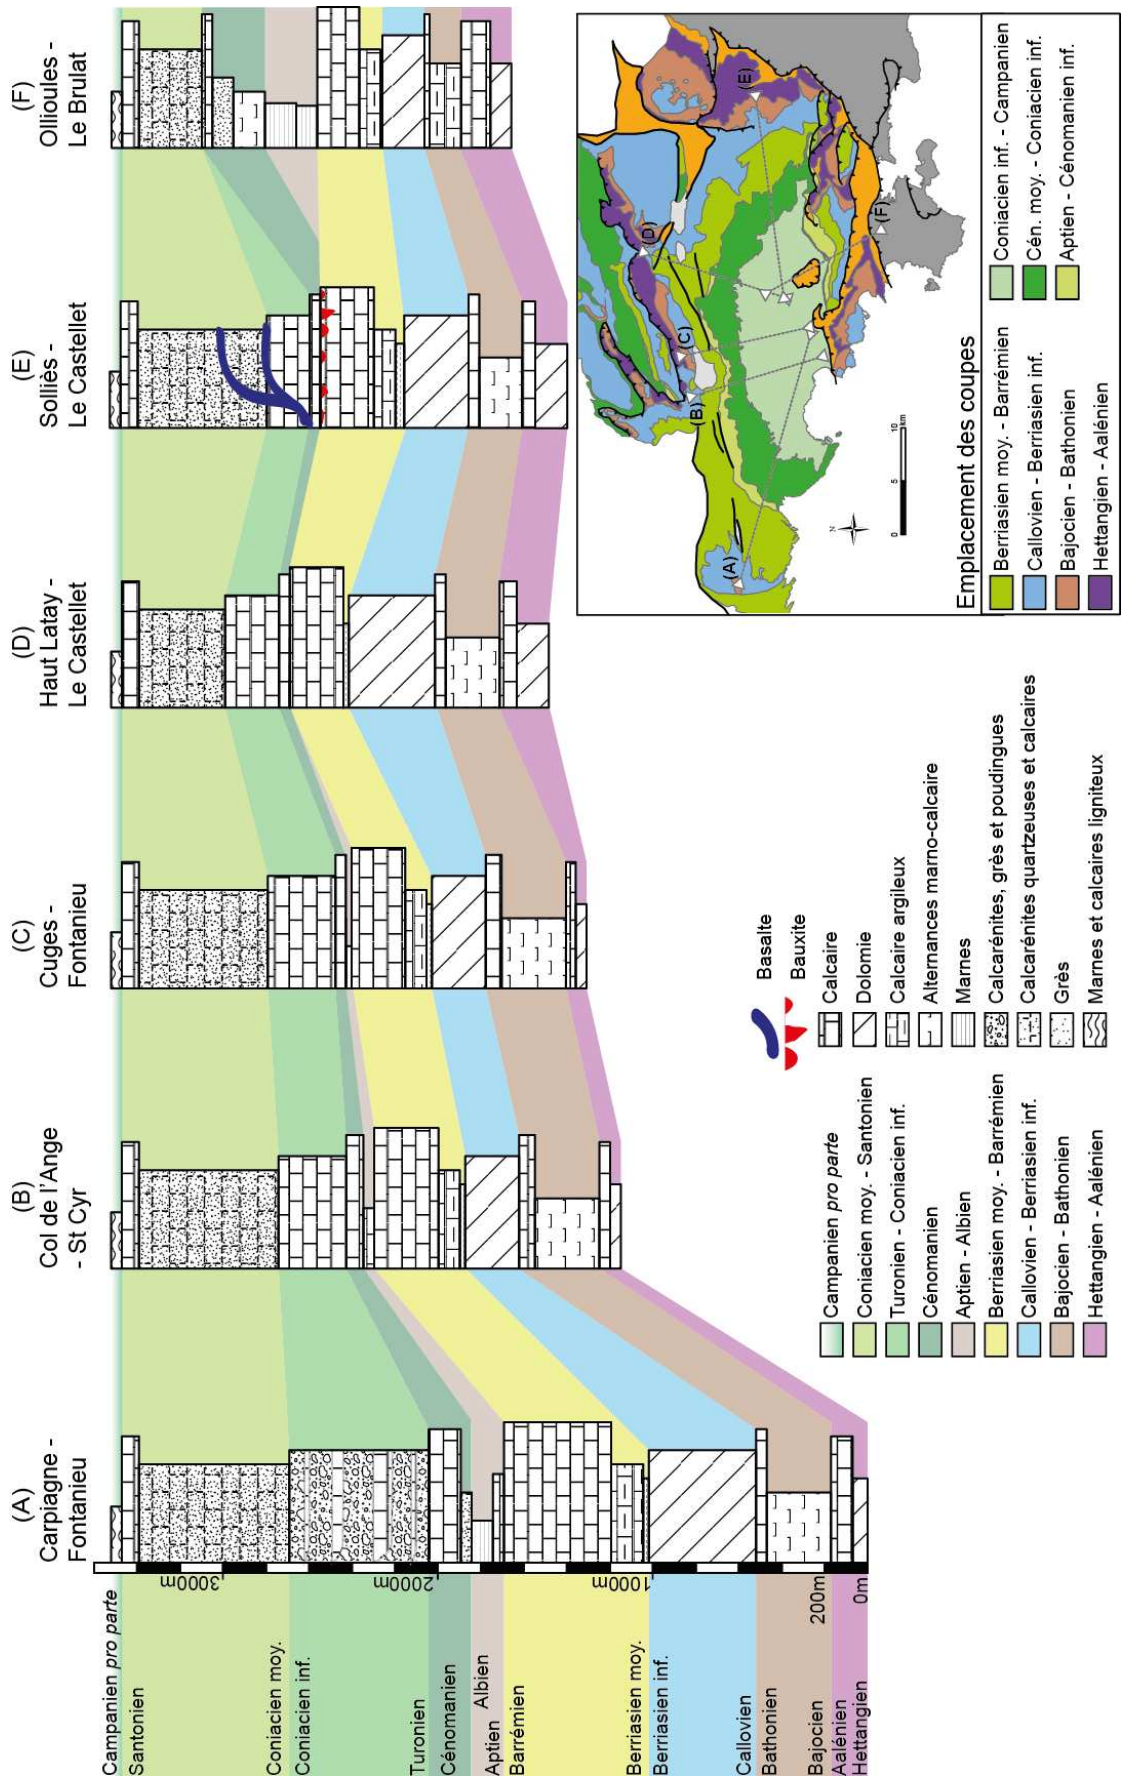 (A)
Carpiagne -
Fontanieu
(B)
Col de l'Ange
- St Cyr
(C)
Cuges -
Fontanieu
(D)
Haut Latay -
Le Castellet
(E)
Solliès -
Le Castellet
(F)
Ollioules -
Le Brulat
Campanien pro parte
Santonien
Coniacien moy.
Coniacien inf.
Turonien
Cénomanien
Albien
Aptien
Barrémien
Berriasien moy.
Berriasien inf.
Callovien
Bathonien
Bajocien
Aalénien
Hettangien
3000m
2000m
1000m
200m
0m
Campanien pro parte
Coniacien moy. - Santonien
Turonien - Coniacien inf.
Cénomanien
Aptien - Albien
Berriasien moy. - Barrémien
Callovien - Berriasien inf.
Bajocien - Bathonien
Hettangien - Aalénien
Basalte
Bauxite
Calcaire
Dolomie
Calcaire argileux
Alternances marno-calcaire
Marnes
Calcarénites, grès et poudingues
Calcarénites quartzeuses et calcaires
Grès
Marnes et calcaires ligniteux
(A)
(B)
(C)
(D)
(E)
(F)
N
0 5 10 km
Emplacement des coupes
Berriasien moy. - Barrémien
Callovien - Berriasien inf.
Bajocien - Bathonien
Hettangien - Aalénien
Coniacien inf. - Campanien
Cén. moy. - Coniacien inf.
Aptien - Cénomanien inf.